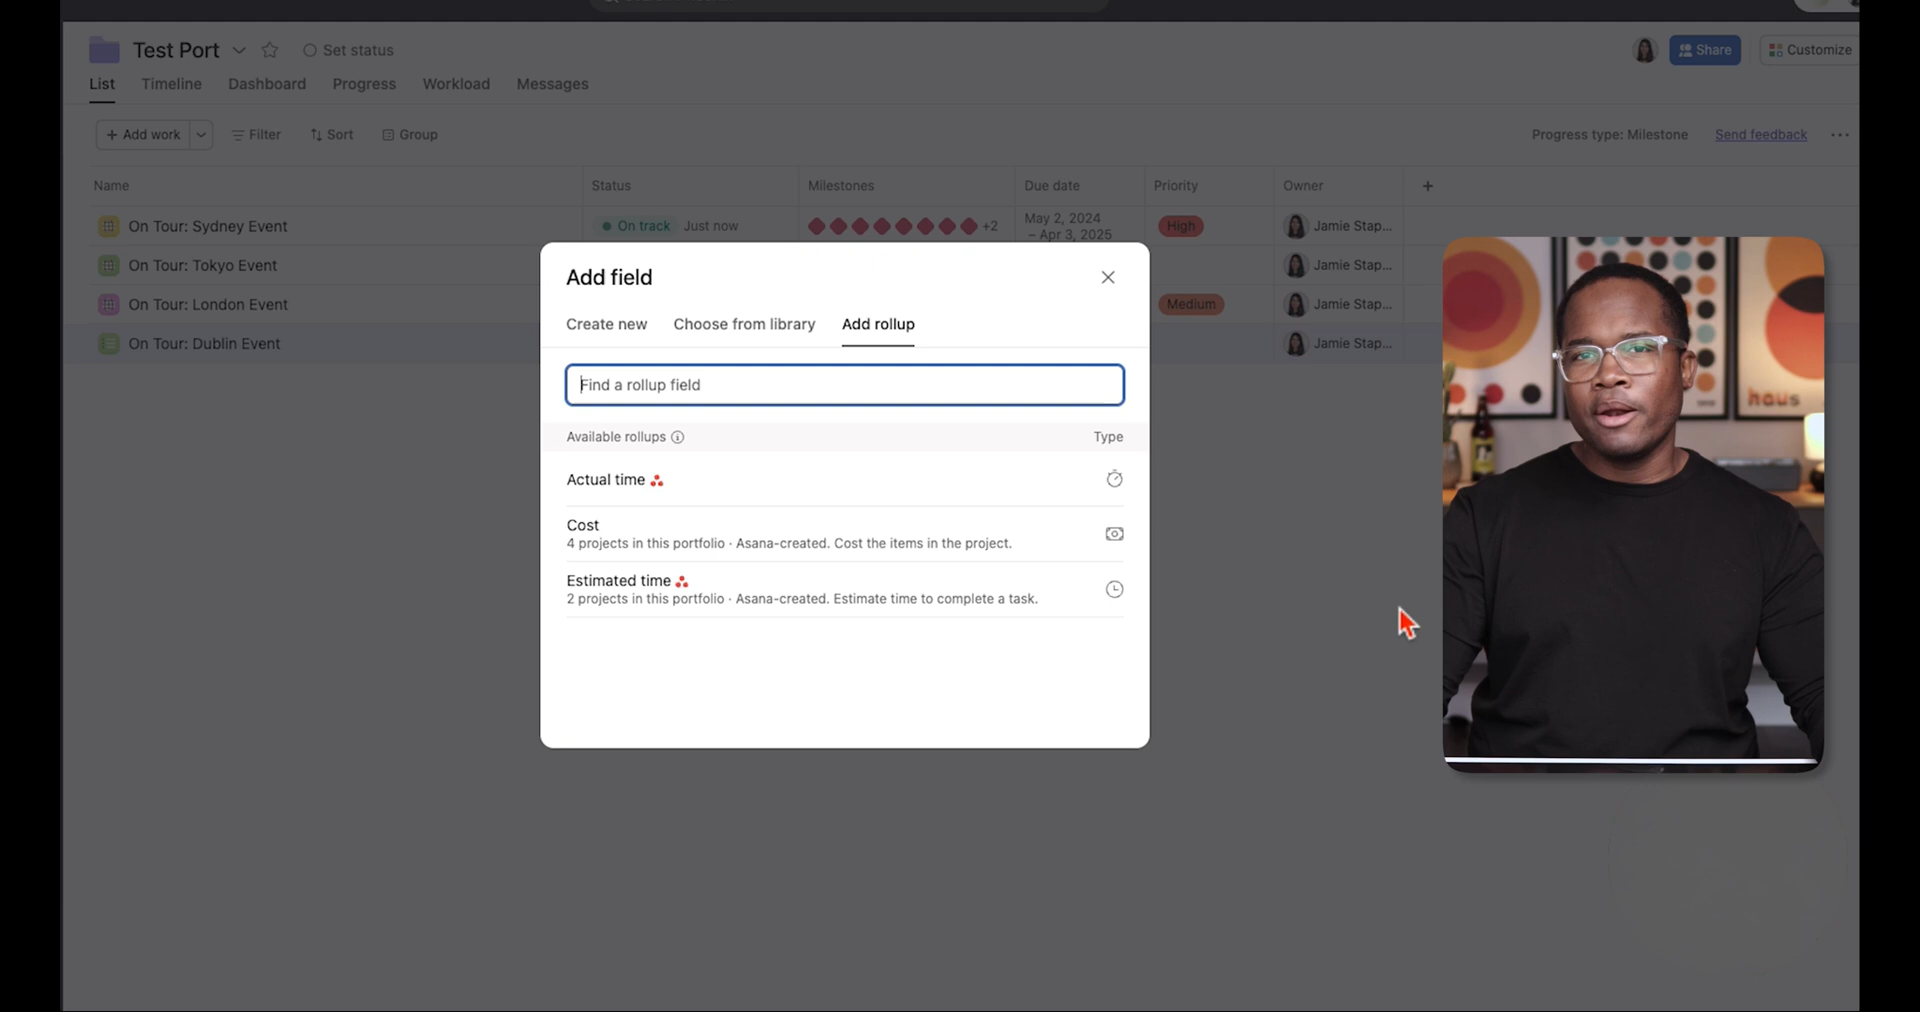 Test Port
Set status
Share
Customize
List
Timeline
Dashboard
Progress
Workload
Messages
Add work
Filter
Sort
Group
Progress type: Milestone
Send feedback
Name
Status
Milestones
Due date
Priority
Owner
On Tour: Sydney Event
On track
Just now
+2
May 2, 2024
– Apr 3, 2025
High
Jamie Stap...
On Tour: Tokyo Event
Jamie Stap...
On Tour: London Event
Medium
Jamie Stap...
On Tour: Dublin Event
Jamie Stap...
Add field
Create new
Choose from library
Add rollup
Find a rollup field
Available rollups
Type
Actual time
Cost
4 projects in this portfolio · Asana-created. Cost the items in the project.
Estimated time
2 projects in this portfolio · Asana-created. Estimate time to complete a task.
haus